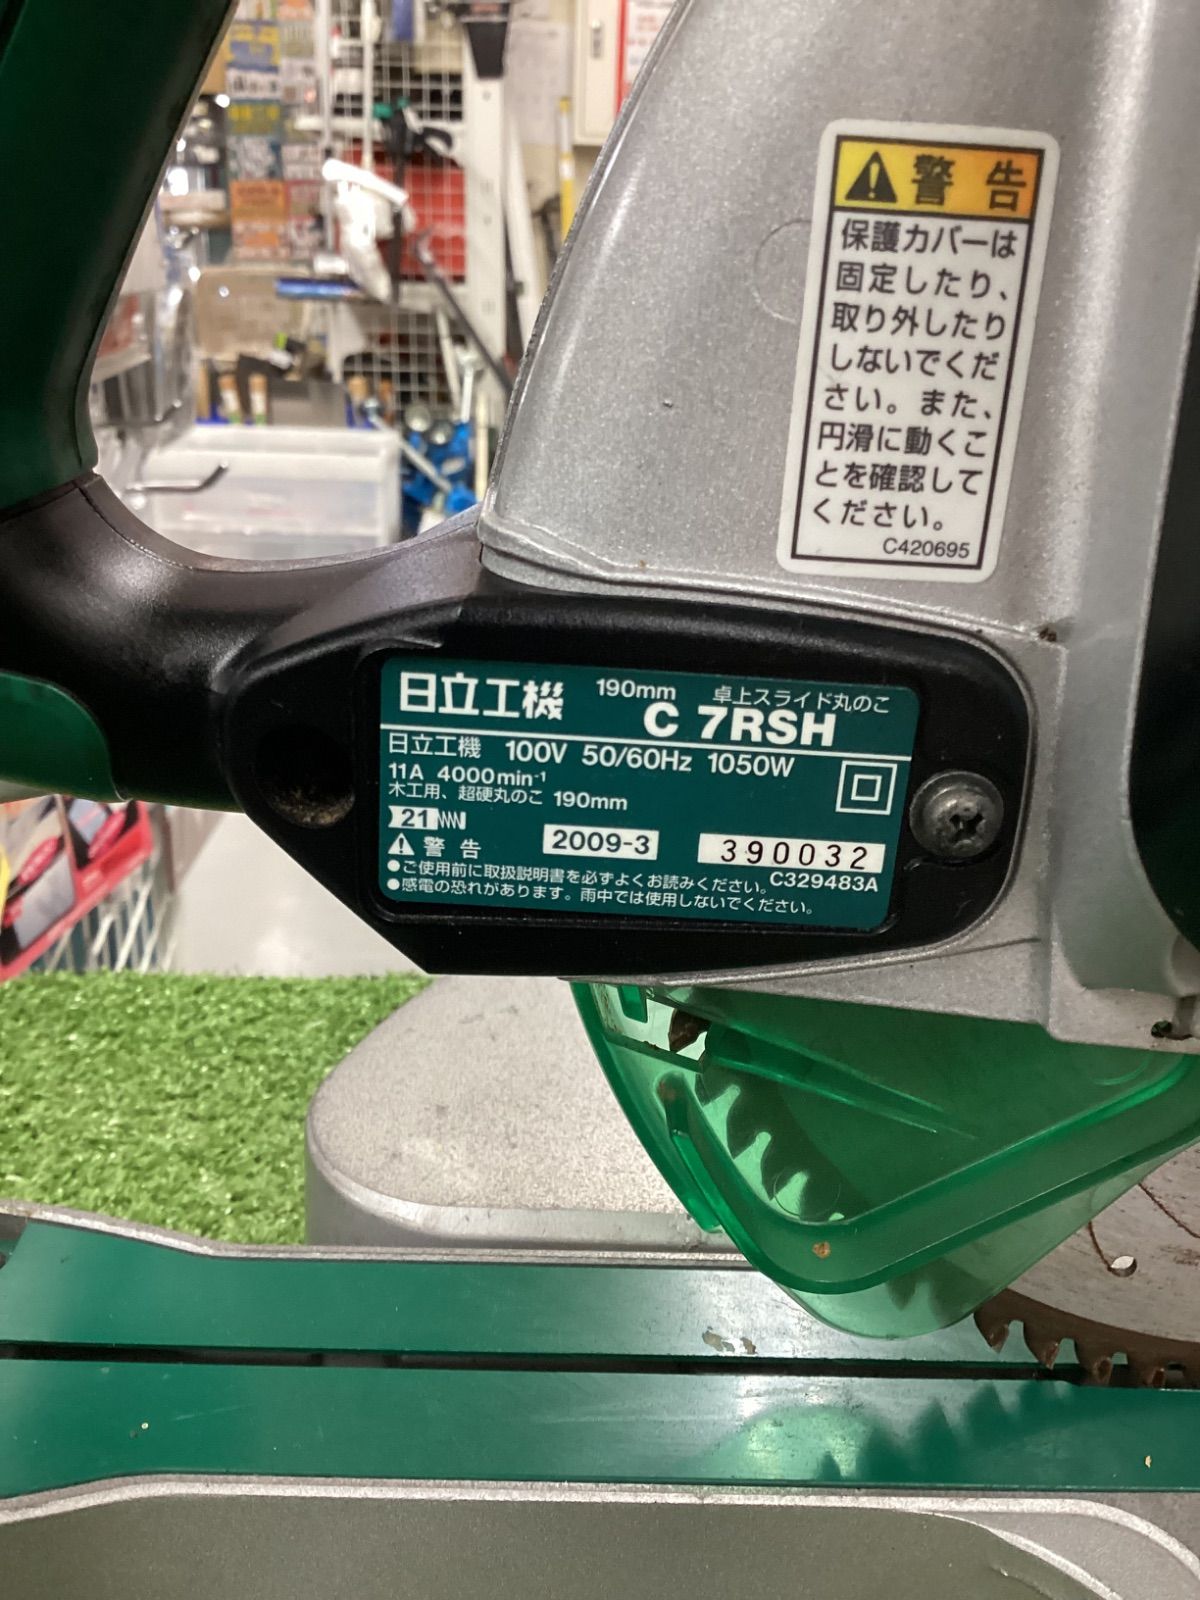 警告
保護カバーは
固定したり、
取り外したり
しないでくだ
さい。また、
円滑に動くこ
とを確認して
ください。
C420695
日立工機 190mm 卓上スライド丸のこ
C 7RSH
日立工機 100V 50/60Hz 1050W
11A 4000min-1
木工用、超硬丸のこ 190mm
21
警告 2009-3 390032
●ご使用前に取扱説明書を必ずよくお読みください。 C329483A
●感電の恐れがあります。雨中では使用しないでください。